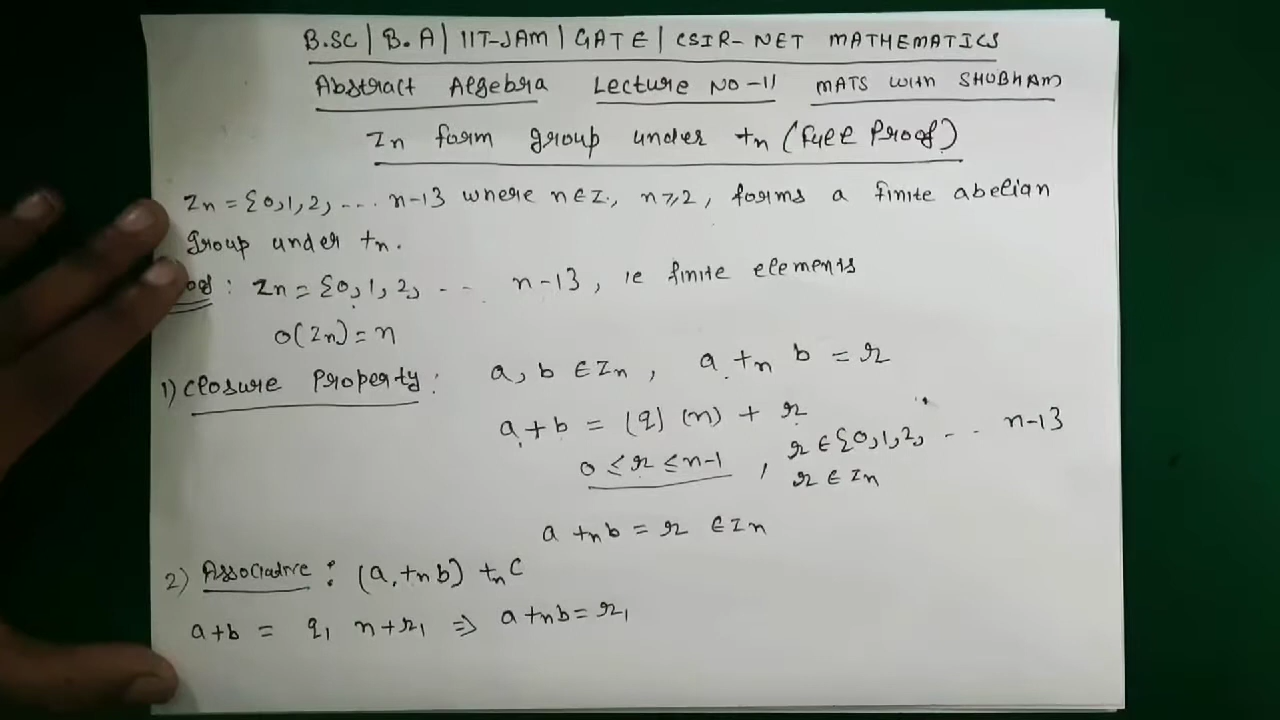 B.SC | B.A | IIT-JAM | GATE | CSIR-NET MATHEMATICS
Abstract Algebra Lecture No-11 MATS with SHUBHAM
Zn form group under +n (Full Proof)
Zn = {0,1,2, ... n-1} where n∈Z, n≥2, forms a finite abelian
group under +n.
: Zn = {0, 1, 2, ... n-1}, ie finite elements
o(Zn) = n
1) Closure Property : a, b ∈ Zn, a +n b = r
a + b = (q) (n) + r
0 ≤ r ≤ n-1, r ∈ {0,1,2, ... n-1}
r ∈ Zn
a +n b = r ∈ Zn
2) Associative : (a +n b) +n c
a+b = q1 n + r1 ⇒ a +n b = r1